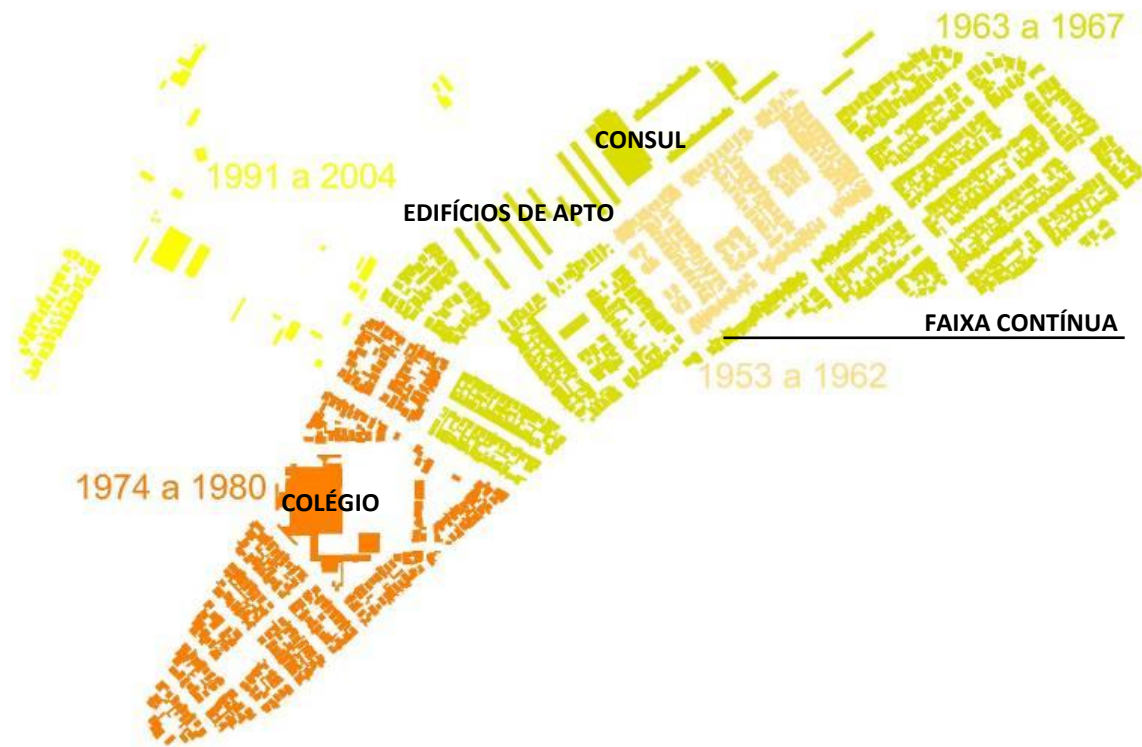 1963 a 1967
CONSUL
1991 a 2004
EDIFÍCIOS DE APTO
FAIXA CONTÍNUA
1953 a 1962
1974 a 1980
COLÉGIO